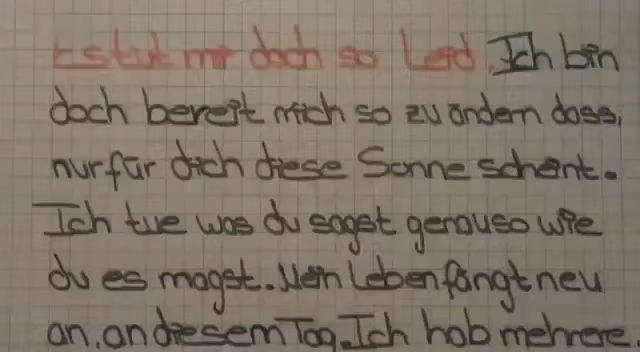 Es tut mir doch so Leid. Ich bin
doch bereit mich so zu ändern dass,
nur für dich diese Sonne scheint.
Ich tue was du sagst genauso wie
du es magst. Mein Leben fängt neu
an, an diesem Tag. Ich hab mehrere